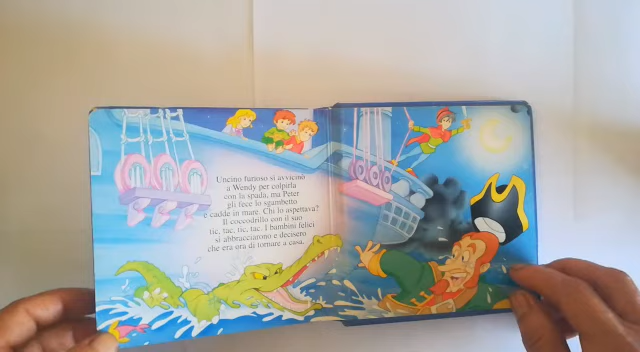 Uncino furioso si avvicinò
a Wendy per colpirla
con la spada, ma Peter
gli fece lo sgambetto
e cadde in mare. Chi lo aspettava?
Il coccodrillo con il suo
tic, tac, tic, tac. I bambini felici
si abbracciarono e decisero
che era ora di tornare a casa.